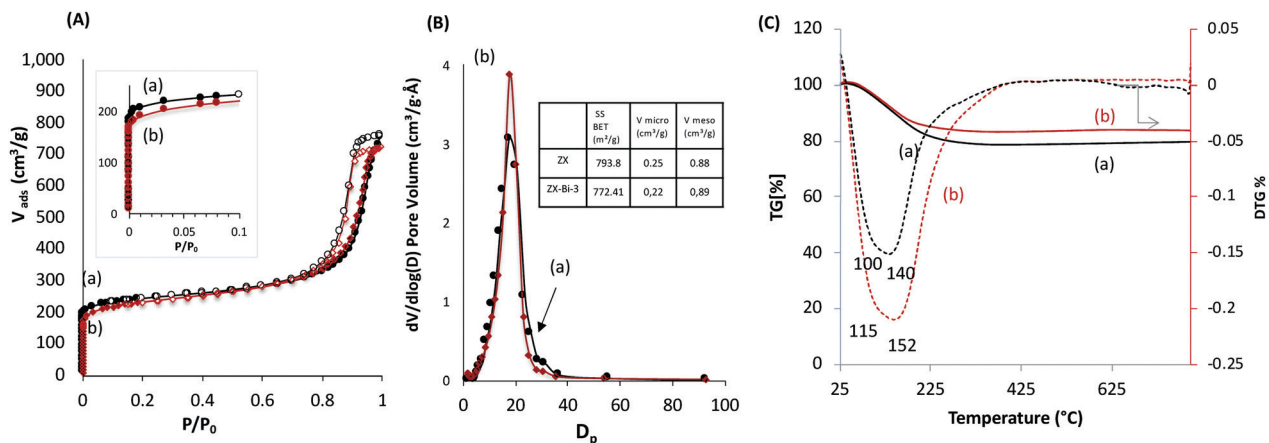 (A)
V ads (cm³/g)
1,000
900
800
700
600
500
400
300
200
100
0
0
0.2
0.4
0.6
0.8
1
P/P₀
(a)
(b)
200
100
0
0
0.1
P/P₀
(a)
b)
(B)
dV/dlog(D) Pore Volume (cm³/g·Å)
4
3
2
1
0
0
20
40
60
80
100
Dp
(b)
(a)
SS BET (m²/g) V micro (cm³/g) V meso (cm³/g)
ZX 793.8 0.25 0.88
ZX-Bi-3 772.41 0,22 0,89
(C)
TG[%]
120
100
80
60
40
20
0
25
225
425
625
Temperature (°C)
0.05
0
-0.05
-0.1
-0.15
-0.2
-0.25
DTG %
(b)
(a)
(a)
(b)
100
140
115
152